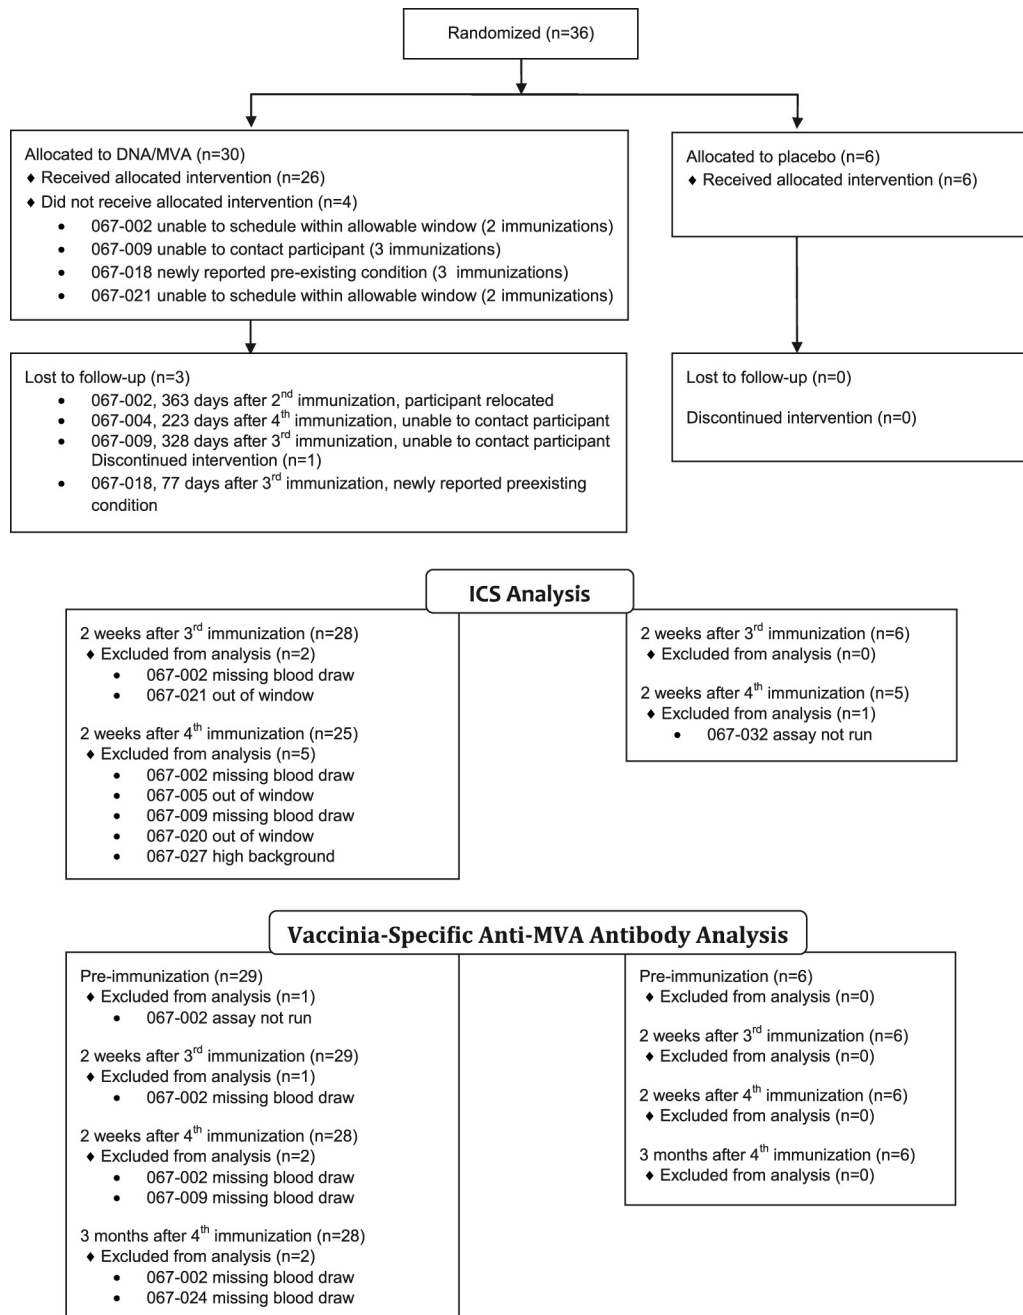 Randomized (n=36)
Allocated to DNA/MVA (n=30)
♦ Received allocated intervention (n=26)
♦ Did not receive allocated intervention (n=4)
• 067-002 unable to schedule within allowable window (2 immunizations)
• 067-009 unable to contact participant (3 immunizations)
• 067-018 newly reported pre-existing condition (3 immunizations)
• 067-021 unable to schedule within allowable window (2 immunizations)
Allocated to placebo (n=6)
♦ Received allocated intervention (n=6)
Lost to follow-up (n=3)
• 067-002, 363 days after 2nd immunization, participant relocated
• 067-004, 223 days after 4th immunization, unable to contact participant
• 067-009, 328 days after 3rd immunization, unable to contact participant
Discontinued intervention (n=1)
• 067-018, 77 days after 3rd immunization, newly reported preexisting
condition
Lost to follow-up (n=0)
Discontinued intervention (n=0)
ICS Analysis
2 weeks after 3rd immunization (n=28)
♦ Excluded from analysis (n=2)
• 067-002 missing blood draw
• 067-021 out of window
2 weeks after 4th immunization (n=25)
♦ Excluded from analysis (n=5)
• 067-002 missing blood draw
• 067-005 out of window
• 067-009 missing blood draw
• 067-020 out of window
• 067-027 high background
2 weeks after 3rd immunization (n=6)
♦ Excluded from analysis (n=0)
2 weeks after 4th immunization (n=5)
♦ Excluded from analysis (n=1)
• 067-032 assay not run
Vaccinia-Specific Anti-MVA Antibody Analysis
Pre-immunization (n=29)
♦ Excluded from analysis (n=1)
• 067-002 assay not run
2 weeks after 3rd immunization (n=29)
♦ Excluded from analysis (n=1)
• 067-002 missing blood draw
2 weeks after 4th immunization (n=28)
♦ Excluded from analysis (n=2)
• 067-002 missing blood draw
• 067-009 missing blood draw
3 months after 4th immunization (n=28)
♦ Excluded from analysis (n=2)
• 067-002 missing blood draw
• 067-024 missing blood draw
Pre-immunization (n=6)
♦ Excluded from analysis (n=0)
2 weeks after 3rd immunization (n=6)
♦ Excluded from analysis (n=0)
2 weeks after 4th immunization (n=6)
♦ Excluded from analysis (n=0)
3 months after 4th immunization (n=6)
♦ Excluded from analysis (n=0)